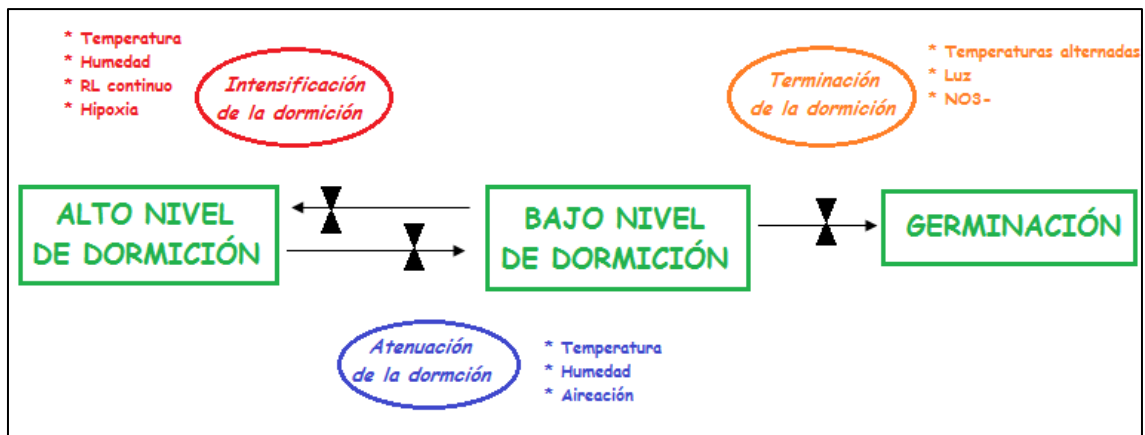 * Temperatura
* Humedad
* RL continuo
* Hipoxia
Intensificación
de la dormición
Terminación
de la dormición
* Temperaturas alternadas
* Luz
* NO3-
ALTO NIVEL
DE DORMICIÓN
BAJO NIVEL
DE DORMICIÓN
GERMINACIÓN
Atenuación
de la dormción
* Temperatura
* Humedad
* Aireación